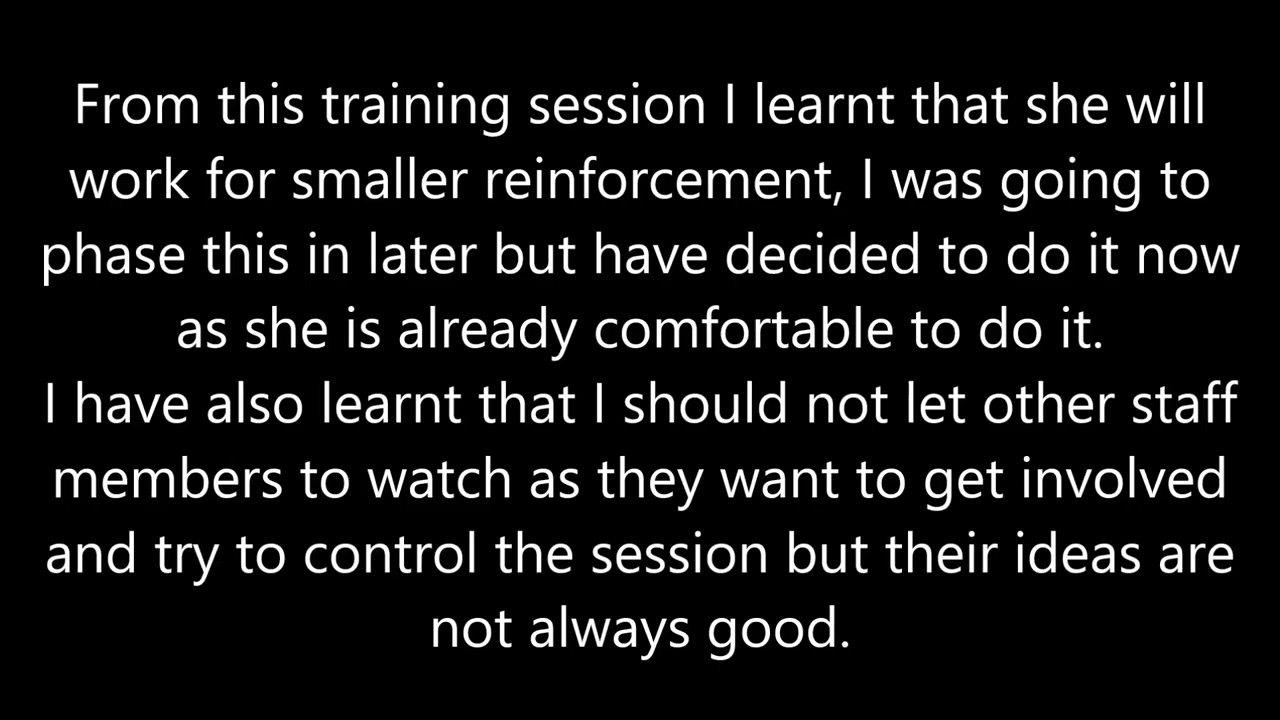 From this training session I learnt that she will
work for smaller reinforcement, I was going to
phase this in later but have decided to do it now
as she is already comfortable to do it.
I have also learnt that I should not let other staff
members to watch as they want to get involved
and try to control the session but their ideas are
not always good.